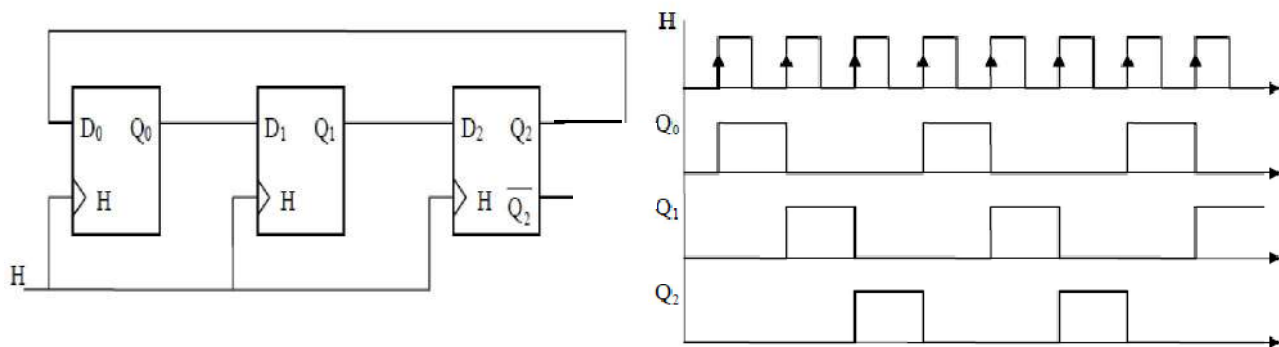 D₀ Q₀ D₁ Q₁ D₂ Q₂
H H H Q̅₂
H
H
Q₀
Q₁
Q₂